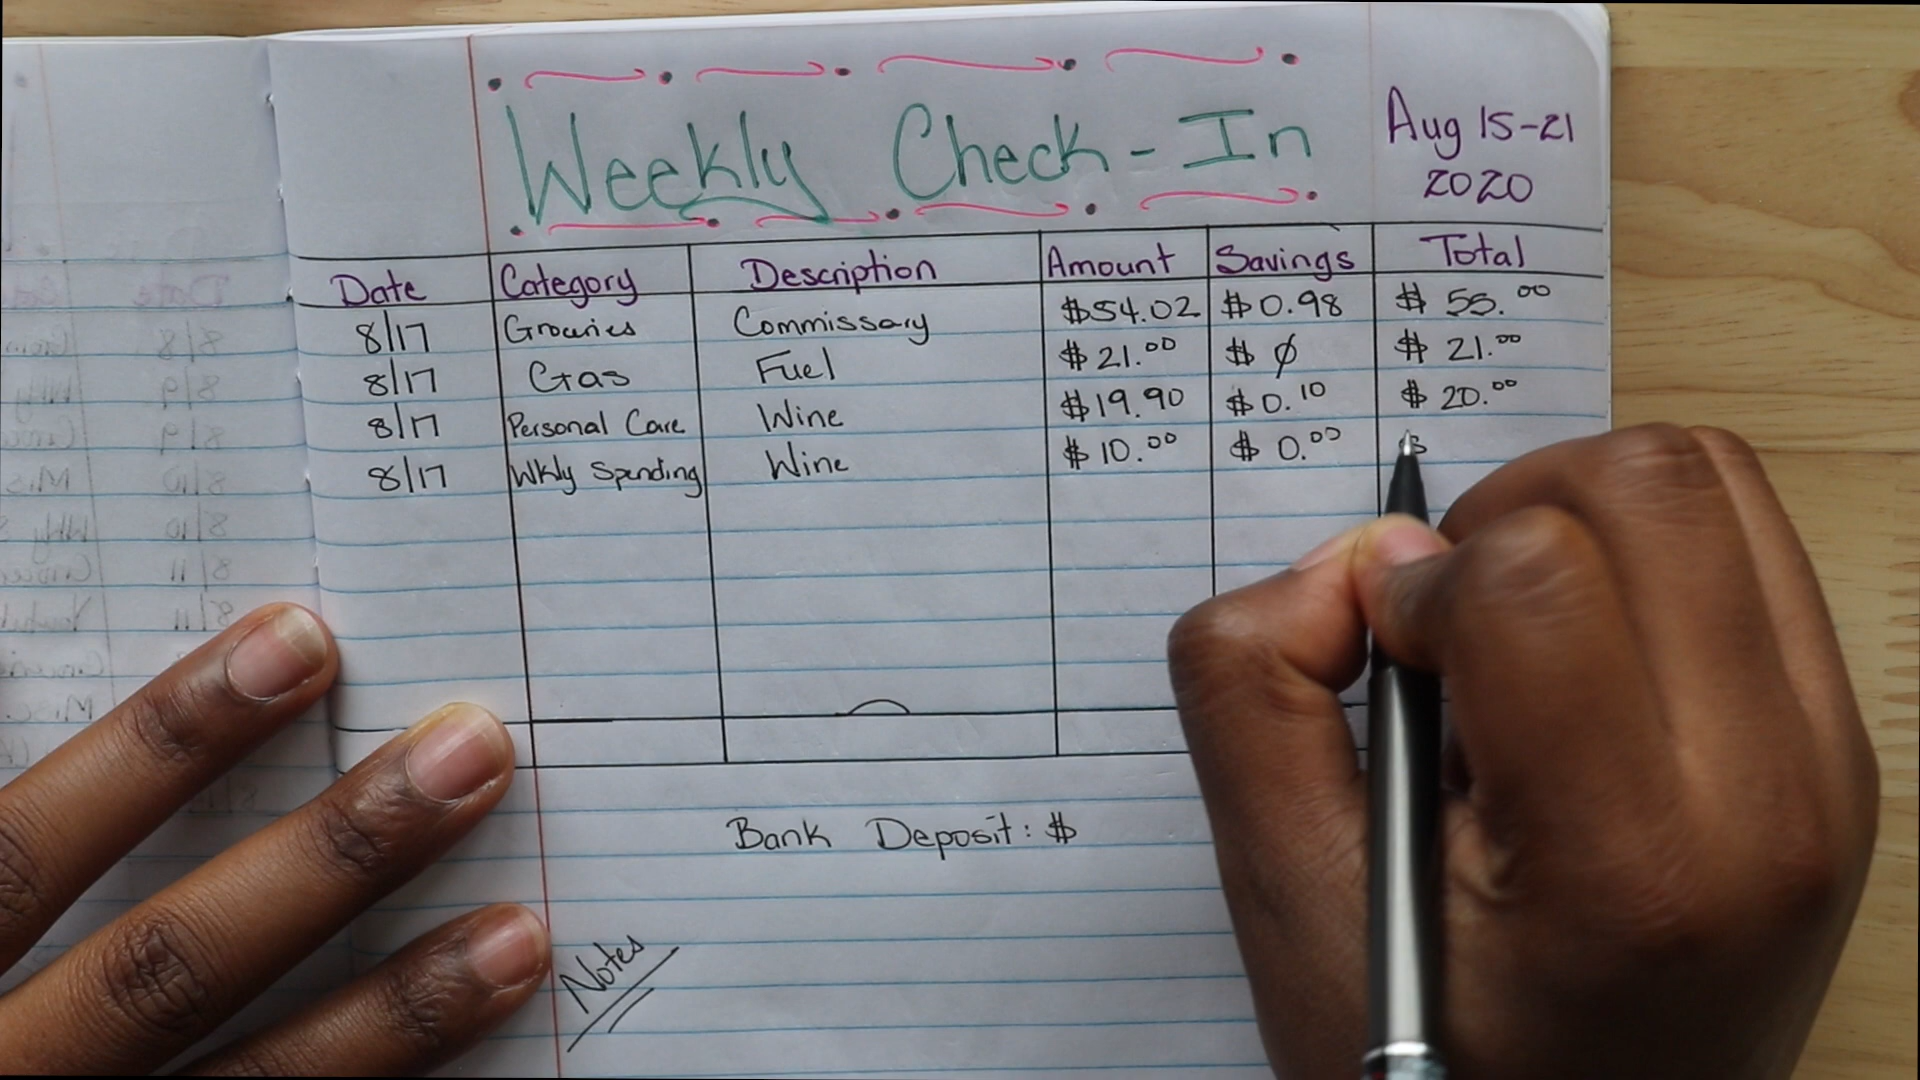 Weekly Check-In
Aug 15-21
2020
Date Category Description Amount Savings Total
8/17 Groceries Commissary $54.02 $0.98 $ 55.00
8/17 Gas Fuel $21.00 $ Ø $ 21.00
8/17 Personal Care Wine $19.90 $0.10 $ 20.00
8/17 Wkly Spending Wine $10.00 $ 0.00 $
Bank Deposit: $
Notes